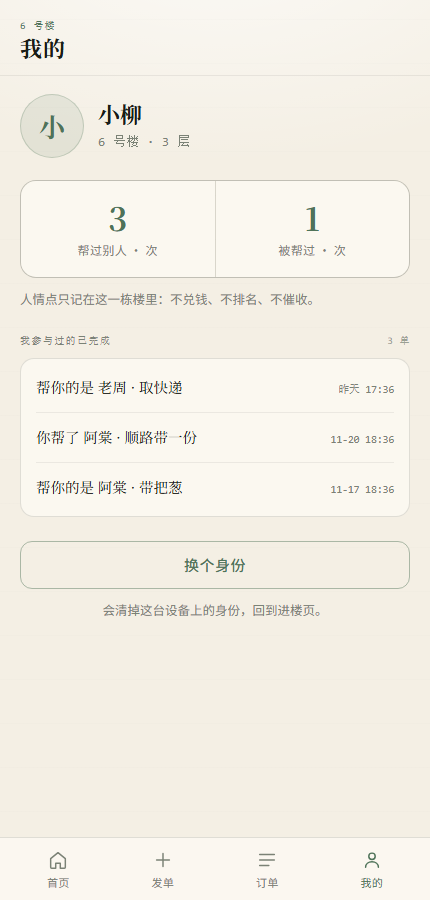 6 号楼
我的
小
小柳
6 号楼 · 3 层
3
帮过别人 · 次
1
被帮过 · 次
人情点只记在这一栋楼里：不兑钱、不排名、不催收。
我参与过的已完成
3 单
帮你的是 老周 · 取快递
昨天 17:36
你帮了 阿棠 · 顺路带一份
11-20 18:36
帮你的是 阿棠 · 带把葱
11-17 18:36
换个身份
会清掉这台设备上的身份，回到进楼页。
首页
发单
订单
我的